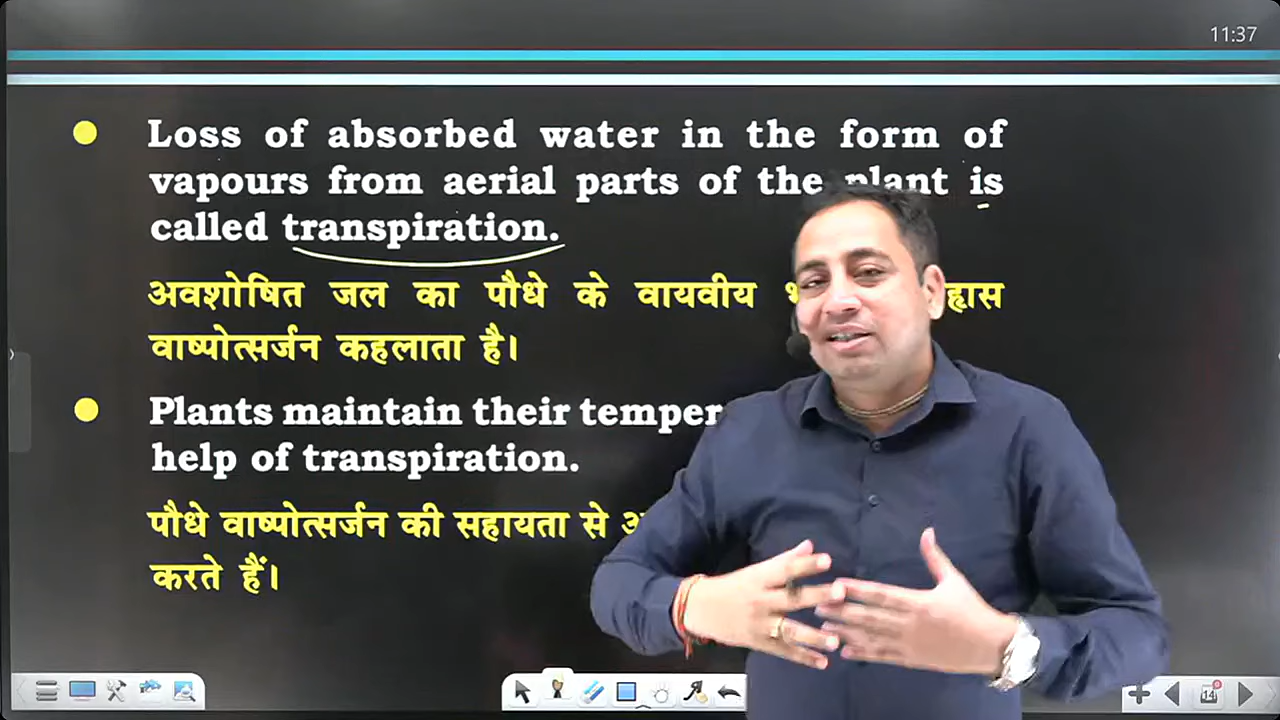 11:37
Loss of absorbed water in the form of
vapours from aerial parts of the plant is
called transpiration.
अवशोषित जल का पौधे के वायवीय ह्रास
वाष्पोत्सर्जन कहलाता है।
Plants maintain their temper
help of transpiration.
पौधे वाष्पोत्सर्जन की सहायता से
करते हैं।
14